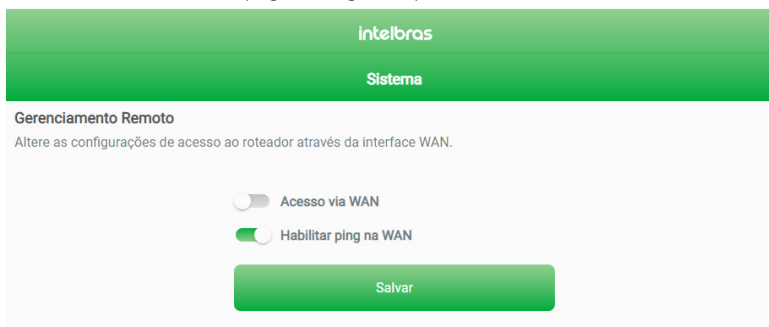 intelbras
Sistema
Gerenciamento Remoto
Altere as configurações de acesso ao roteador através da interface WAN.
Acesso via WAN
Habilitar ping na WAN
Salvar